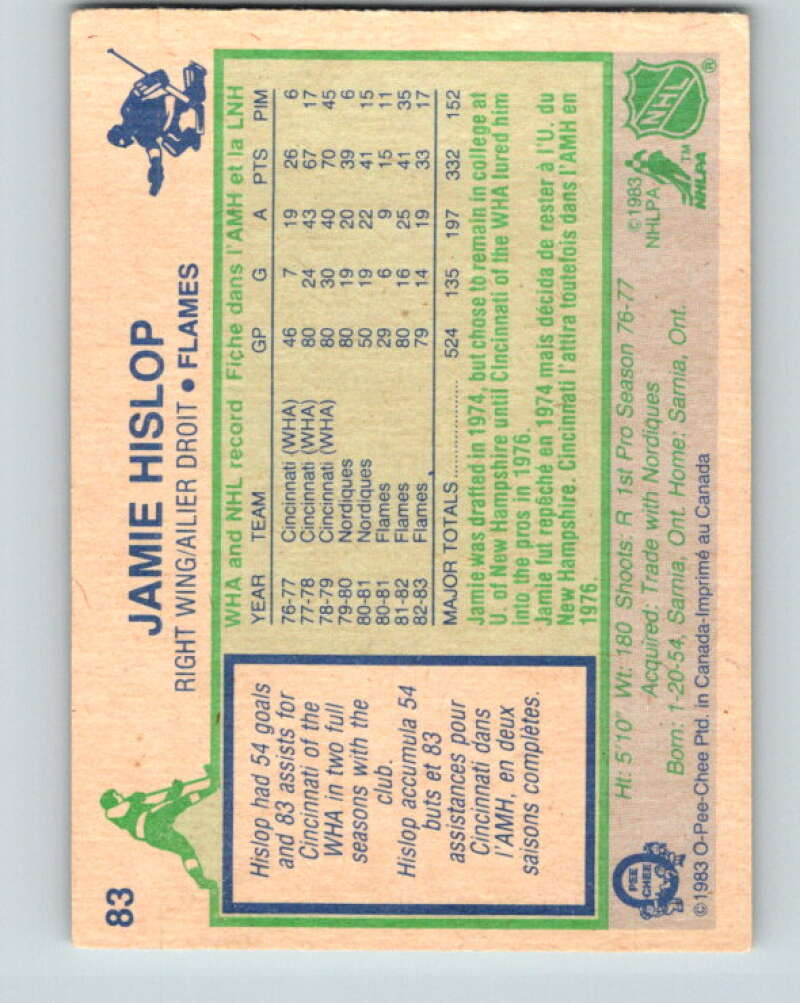 83
JAMIE HISLOP
RIGHT WING/AILIER DROIT • FLAMES
Hislop had 54 goals
and 83 assists for
Cincinnati of the
WHA in two full
seasons with the
club.
Hislop accumula 54
buts et 83
assistances pour
Cincinnati dans
l'AMH, en deux
saisons complètes.
WHA and NHL record Fiche dans l'AMH et la LNH
YEAR TEAM GP G A PTS PIM
76-77 Cincinnati (WHA) 46 7 19 26 6
77-78 Cincinnati (WHA) 80 24 43 67 17
78-79 Cincinnati (WHA) 80 30 40 70 45
79-80 Nordiques 80 19 20 39 6
80-81 Nordiques 50 19 22 41 15
80-81 Flames 29 6 9 15 11
81-82 Flames 80 16 25 41 35
82-83 Flames 79 14 19 33 17
MAJOR TOTALS 524 135 197 332 152
Jamie was drafted in 1974, but chose to remain in college at
U. of New Hampshire until Cincinnati of the WHA lured him
into the pros in 1976.
Jamie fut repêché en 1974 mais décida de rester à l'U. du
New Hampshire. Cincinnati l'attira toutefois dans l'AMH en
1976.
Ht: 5'10" Wt: 180 Shoots: R 1st Pro Season 76-77
Acquired: Trade with Nordiques
Born: 1-20-54, Sarnia, Ont. Home: Sarnia, Ont.
©1983
NHLPA
NHL ®
TM
NHLPA
O
PEE
CHEE
©1983 O-Pee-Chee Ptd. in Canada-Imprimé au Canada